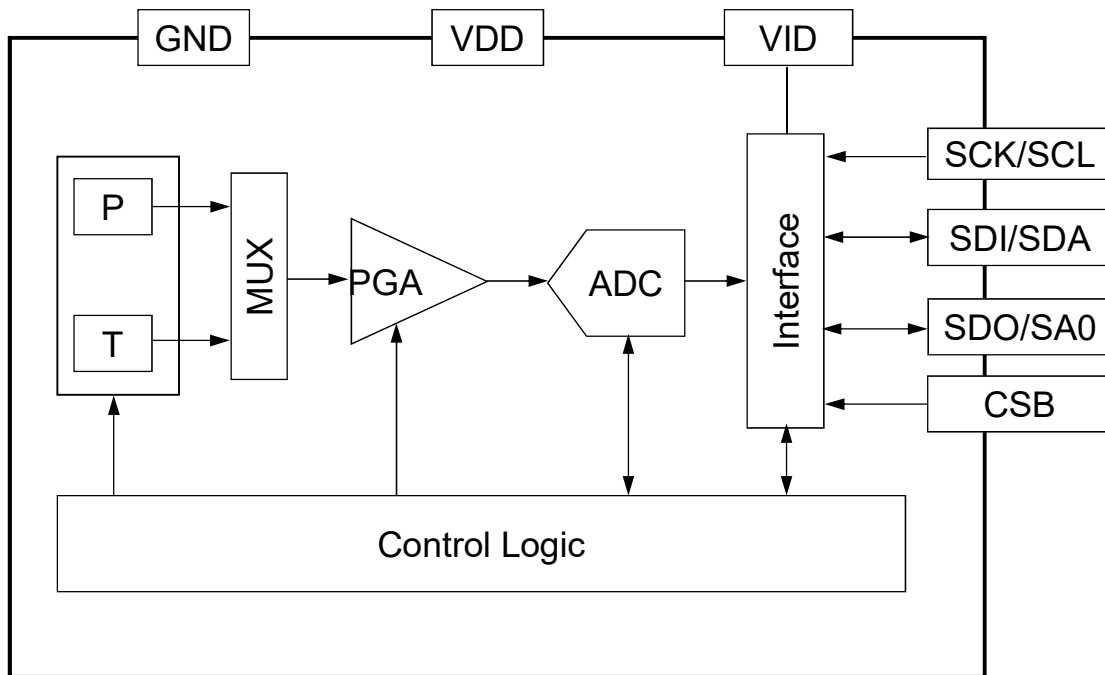 GND
VDD
VID
SCK/SCL
P
SDI/SDA
MUX
PGA
ADC
Interface
T
SDO/SA0
CSB
Control Logic